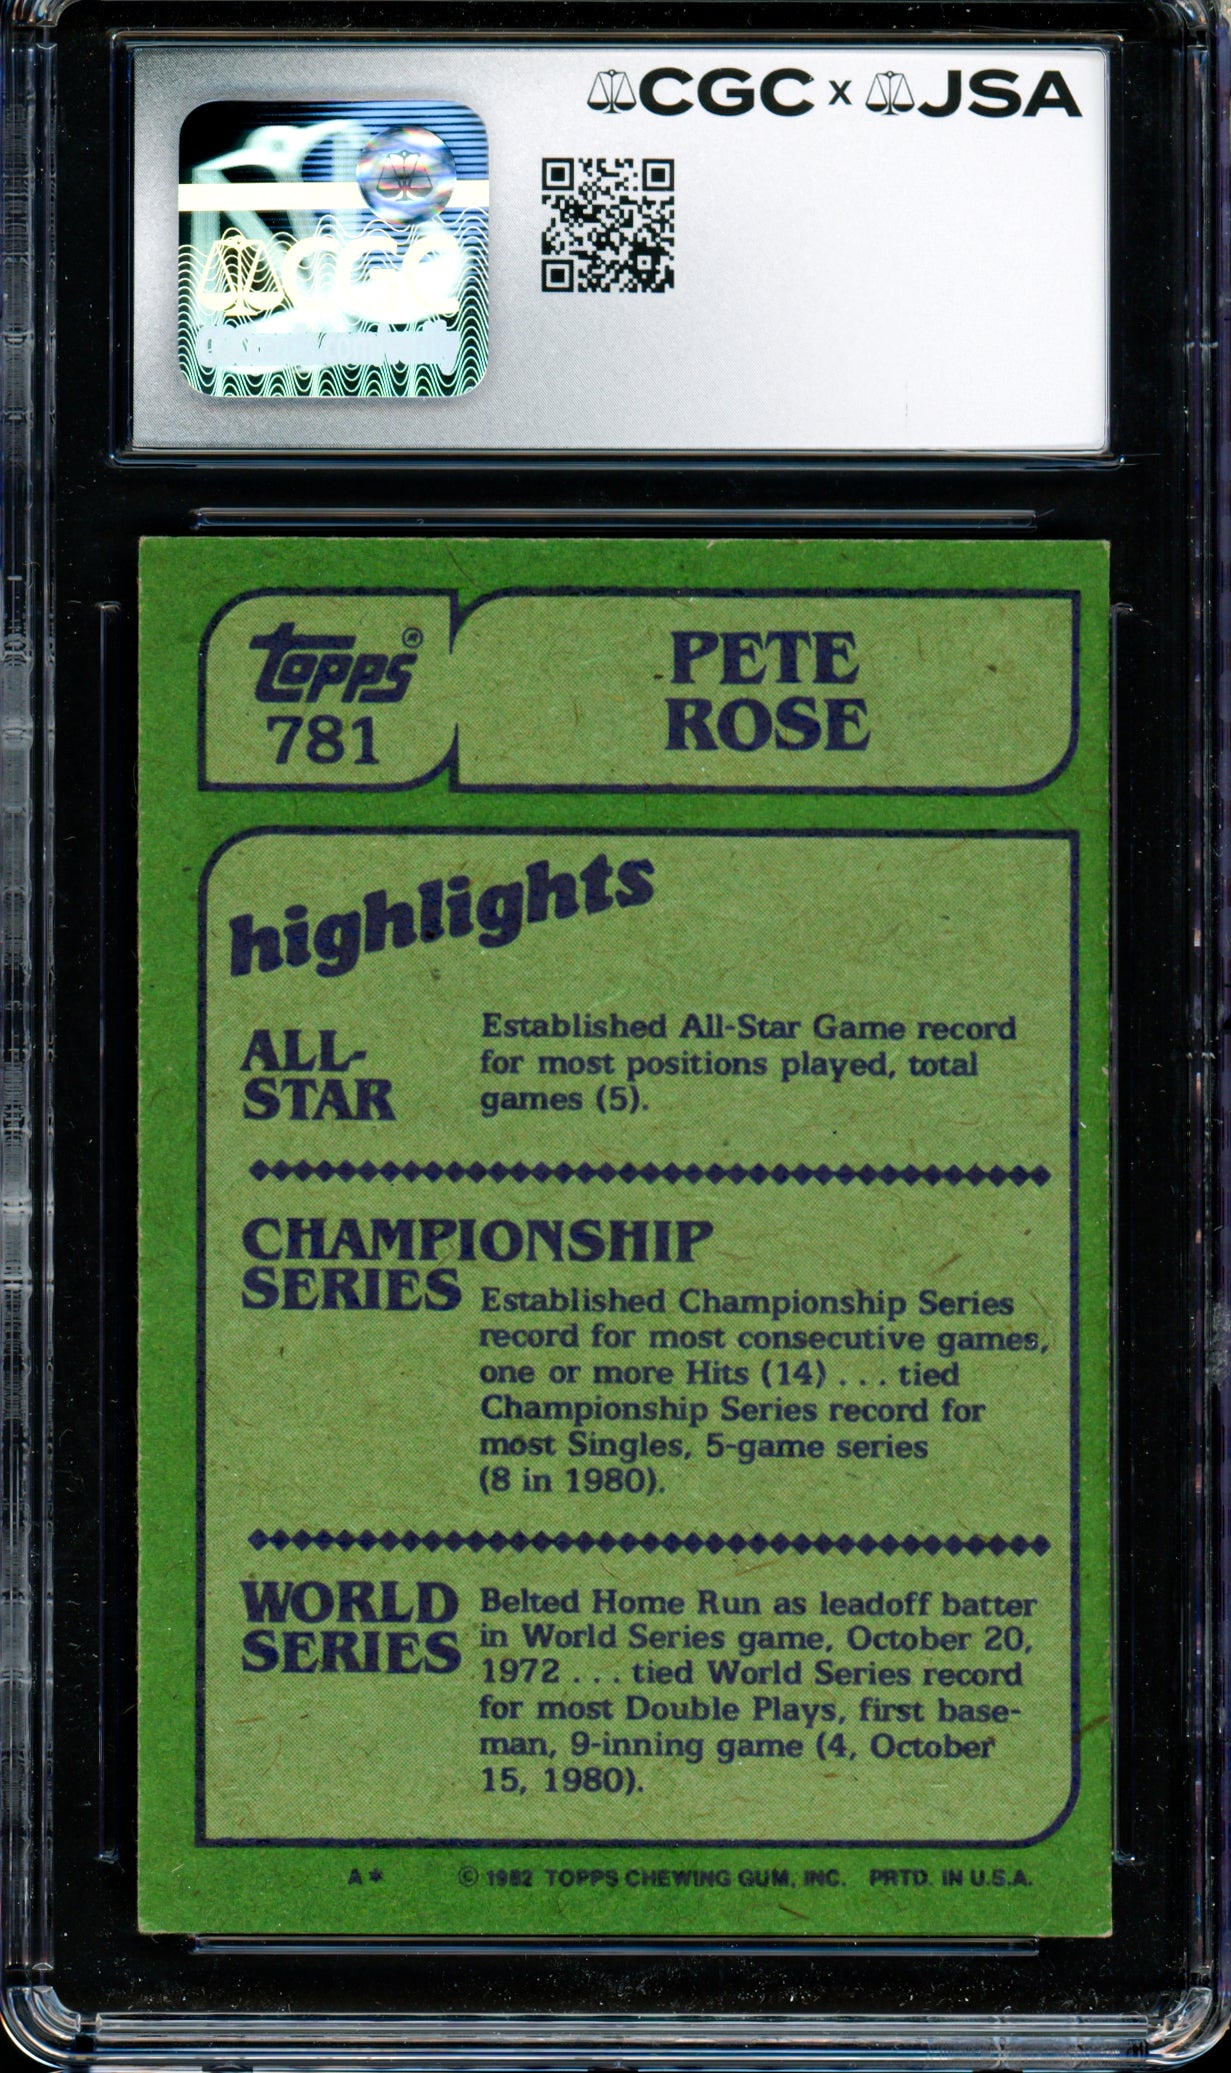 CGC x JSA
CGC
topps®
781
PETE
ROSE
highlights
ALL-
STAR
Established All-Star Game record
for most positions played, total
games (5).
CHAMPIONSHIP
SERIES
Established Championship Series
record for most consecutive games,
one or more Hits (14) . . . tied
Championship Series record for
most Singles, 5-game series
(8 in 1980).
WORLD
SERIES
Belted Home Run as leadoff batter
in World Series game, October 20,
1972 . . . tied World Series record
for most Double Plays, first base-
man, 9-inning game (4, October
15, 1980).
A* © 1982 TOPPS CHEWING GUM, INC. PRTD. IN U.S.A.